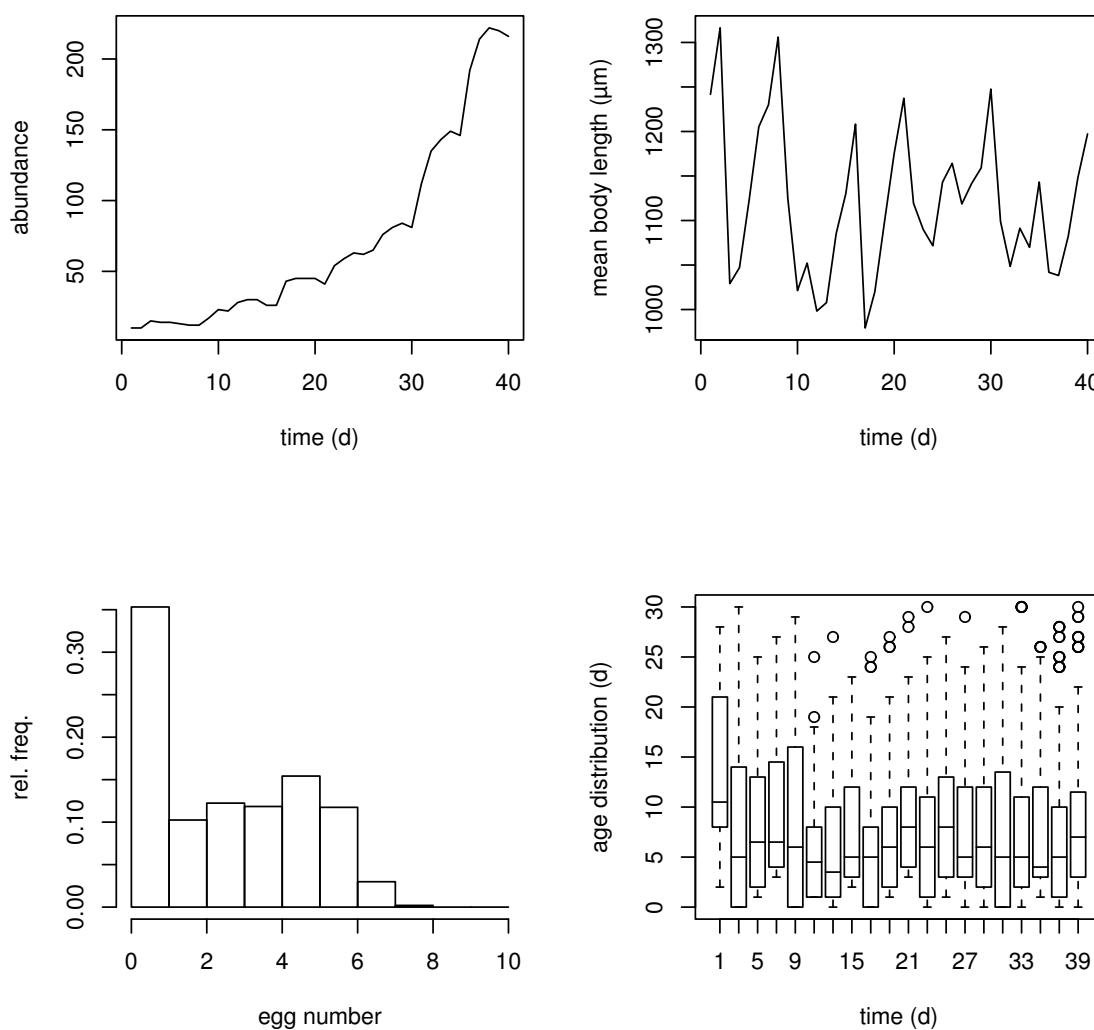 abundance
200
150
100
50
0 10 20 30 40
time (d)
mean body length (µm)
1300
1200
1100
1000
0 10 20 30 40
time (d)
rel. freq.
0.30
0.20
0.10
0.00
0 2 4 6 8 10
egg number
age distribution (d)
30
25
20
15
10
5
0
1 5 9 15 21 27 33 39
time (d)